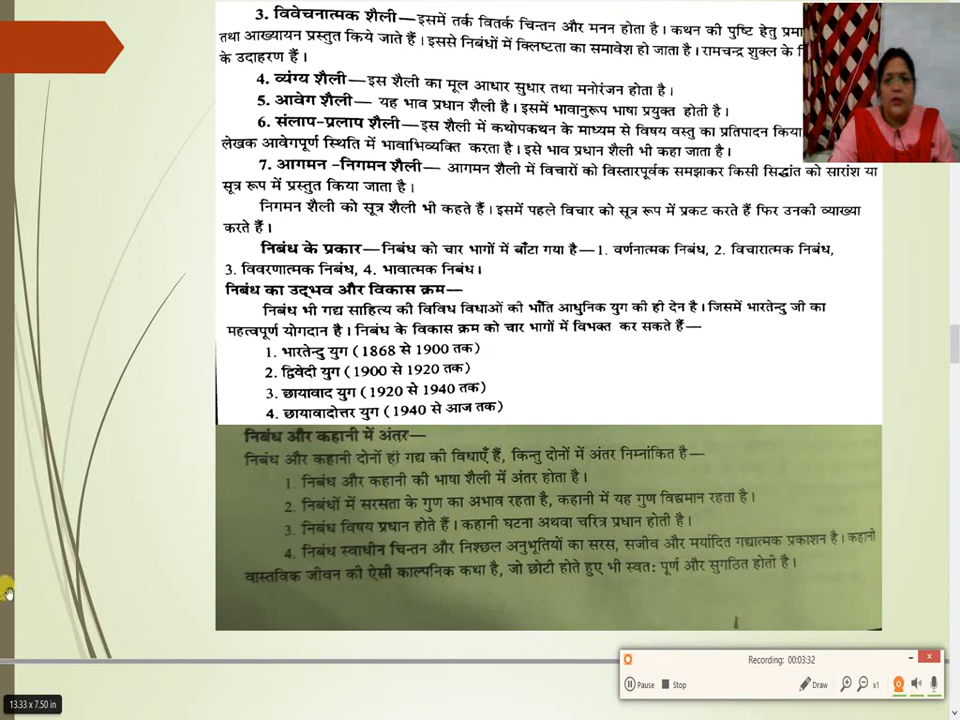 3. विवेचनात्मक शैली—इसमें तर्क वितर्क चिन्तन और मनन होता है। कथन की पुष्टि हेतु प्रमा
तथा आख्यायन प्रस्तुत किये जाते हैं। इससे निबंधों में क्लिष्टता का समावेश हो जाता है। रामचन्द्र शुक्ल के
के उदाहरण हैं।
4. व्यंग्य शैली—इस शैली का मूल आधार सुधार तथा मनोरंजन होता है।
5. आवेग शैली— यह भाव प्रधान शैली है। इसमें भावानुरूप भाषा प्रयुक्त होती है।
6. संलाप-प्रलाप शैली—इस शैली में कथोपकथन के माध्यम से विषय वस्तु का प्रतिपादन किया
लेखक आवेगपूर्ण स्थिति में भावाभिव्यक्ति करता है। इसे भाव प्रधान शैली भी कहा जाता है।
7. आगमन -निगमन शैली— आगमन शैली में विचारों को विस्तारपूर्वक समझाकर किसी सिद्धांत को सारांश या
सूत्र रूप में प्रस्तुत किया जाता है।
निगमन शैली को सूत्र शैली भी कहते हैं। इसमें पहले विचार को सूत्र रूप में प्रकट करते हैं फिर उनकी व्याख्या
करते हैं।
निबंध के प्रकार—निबंध को चार भागों में बाँटा गया है—1. वर्णनात्मक निबंध, 2. विचारात्मक निबंध,
3. विवरणात्मक निबंध, 4. भावात्मक निबंध।
निबंध का उद्भव और विकास क्रम—
निबंध भी गद्य साहित्य की विविध विधाओं की भाँति आधुनिक युग की ही देन है। जिसमें भारतेन्दु जी का
महत्वपूर्ण योगदान है। निबंध के विकास क्रम को चार भागों में विभक्त कर सकते हैं—
1. भारतेन्दु युग (1868 से 1900 तक)
2. द्विवेदी युग (1900 से 1920 तक)
3. छायावाद युग (1920 से 1940 तक)
4. छायावादोत्तर युग (1940 से आज तक)
निबंध और कहानी में अंतर—
निबंध और कहानी दोनों ही गद्य की विधाएँ हैं, किन्तु दोनों में अंतर निम्नांकित है—
1. निबंध और कहानी की भाषा शैली में अंतर होता है।
2. निबंधों में सरसता के गुण का अभाव रहता है, कहानी में यह गुण विद्यमान रहता है।
3. निबंध विषय प्रधान होते हैं। कहानी घटना अथवा चरित्र प्रधान होती है।
4. निबंध स्वाधीन चिन्तन और निश्छल अनुभूतियों का सरस, सजीव और मर्यादित गद्यात्मक प्रकाशन है। कहानी
वास्तविक जीवन की ऐसी काल्पनिक कथा है, जो छोटी होते हुए भी स्वतः पूर्ण और सुगठित होती है।
Recording: 00:03:32
Pause Stop Draw x1
13.33 x 7.50 in